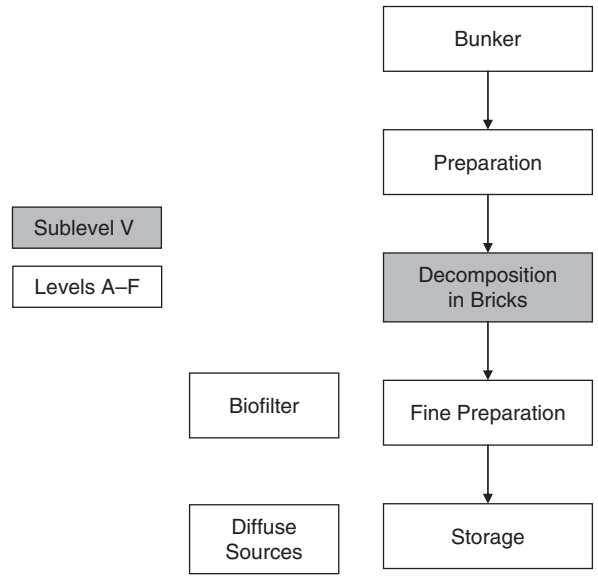 Bunker
Preparation
Sublevel V
Levels A–F
Decomposition
in Bricks
Biofilter
Fine Preparation
Diffuse
Sources
Storage